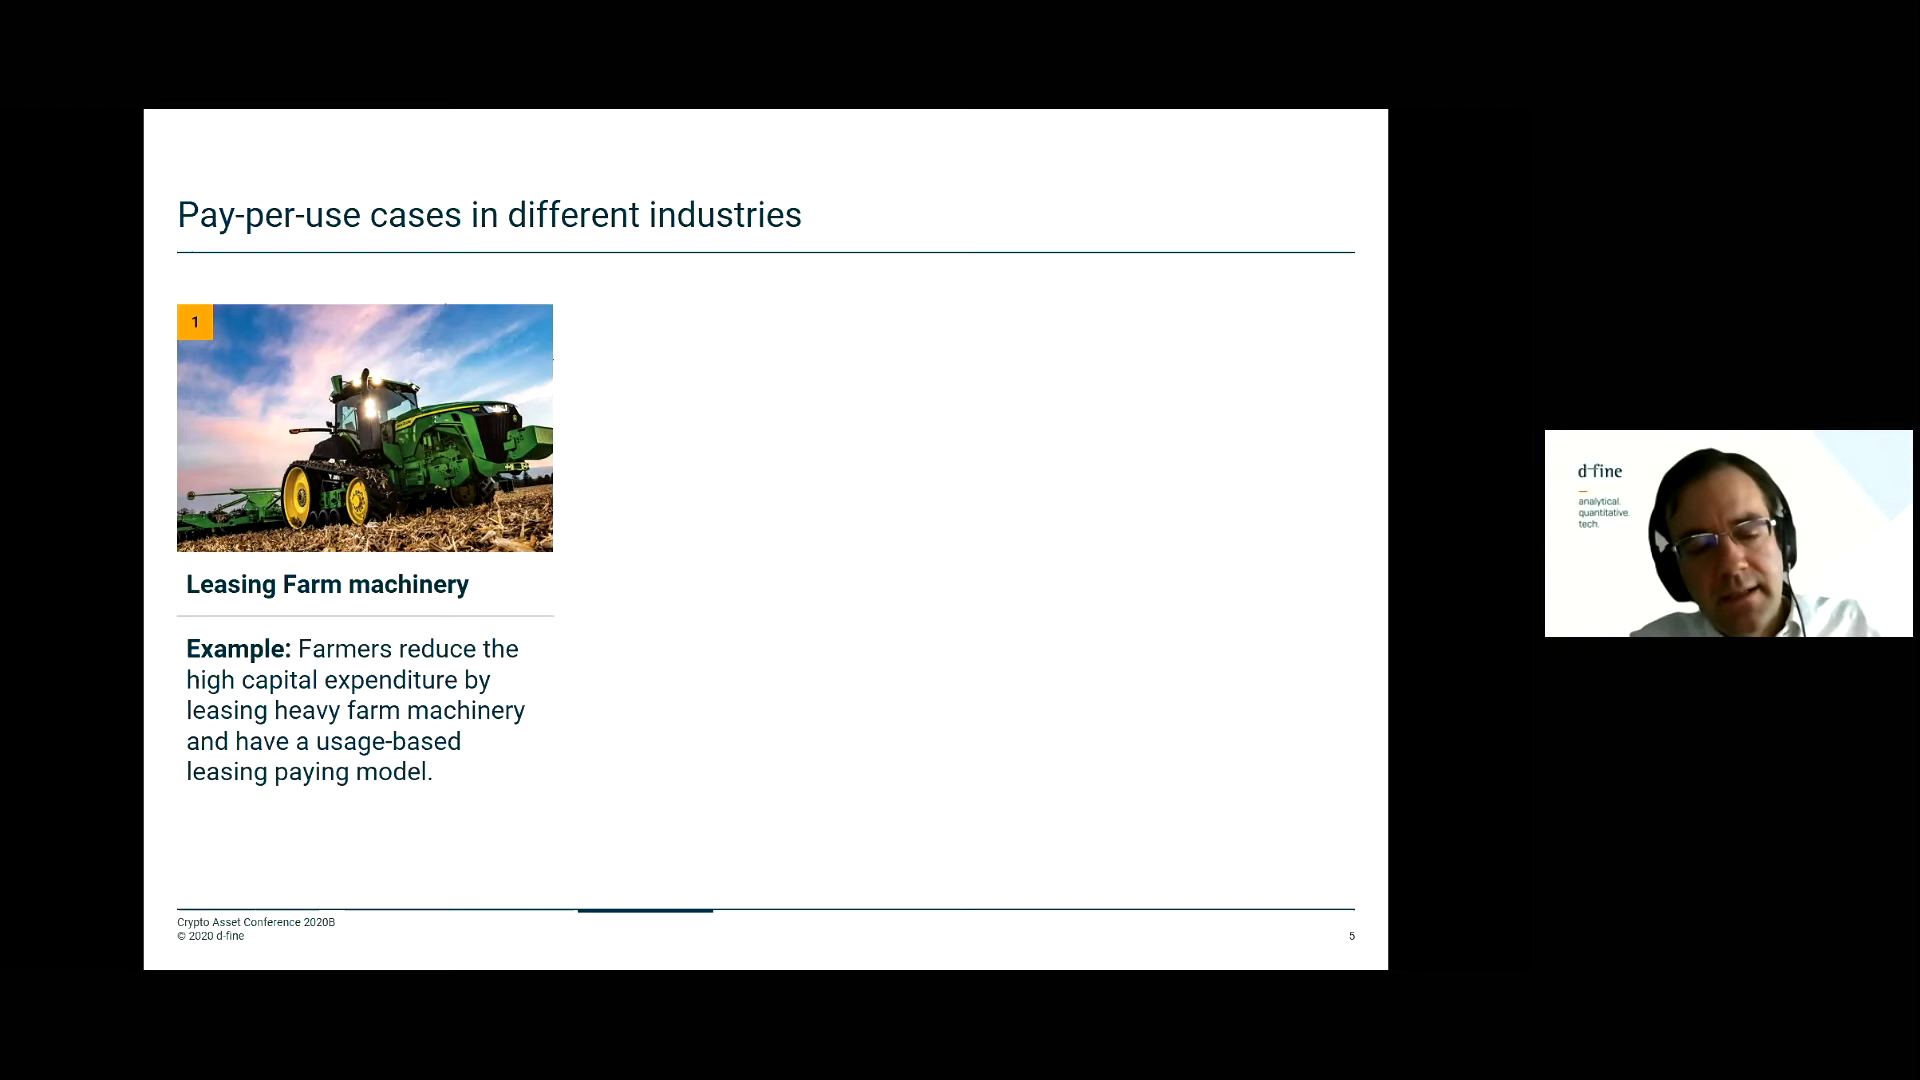 Pay-per-use cases in different industries
1
Leasing Farm machinery
Example: Farmers reduce the
high capital expenditure by
leasing heavy farm machinery
and have a usage-based
leasing paying model.
Crypto Asset Conference 2020B
© 2020 d-fine
5
d-fine
analytical.
quantitative.
tech.